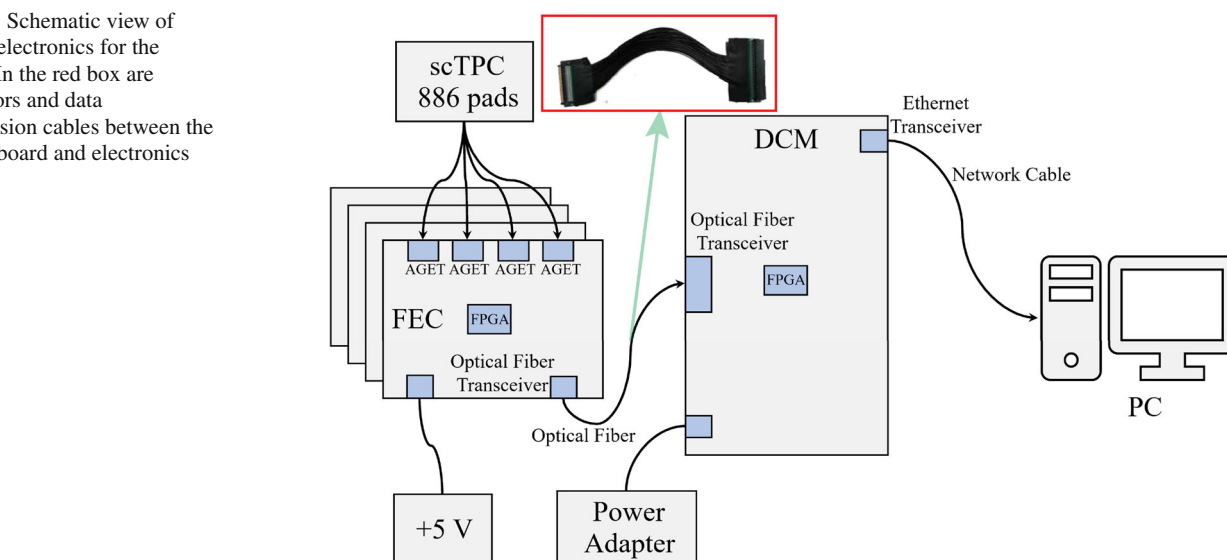 Schematic view of
electronics for the
In the red box are
and data
cables between the
board and electronics
scTPC
886 pads
DCM
Ethernet
Transceiver
Network Cable
Optical Fiber
Transceiver
FPGA
AGET AGET AGET AGET
FEC
FPGA
Optical Fiber
Transceiver
Optical Fiber
PC
+5 V
Power
Adapter